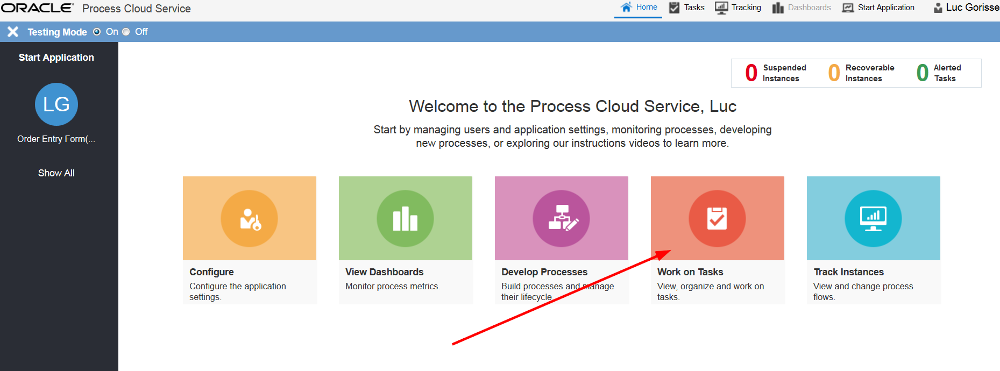 ORACLE® Process Cloud Service
Home Tasks Tracking Dashboards Start Application Luc Gorisse
Testing Mode On Off
Start Application
LG
Order Entry Form(...
Show All
0 Suspended Instances
0 Recoverable Instances
0 Alerted Tasks
Welcome to the Process Cloud Service, Luc
Start by managing users and application settings, monitoring processes, developing
new processes, or exploring our instructions videos to learn more.
Configure
Configure the application
settings.
View Dashboards
Monitor process metrics.
Develop Processes
Build processes and manage
their lifecycle.
Work on Tasks
View, organize and work on
tasks.
Track Instances
View and change process
flows.